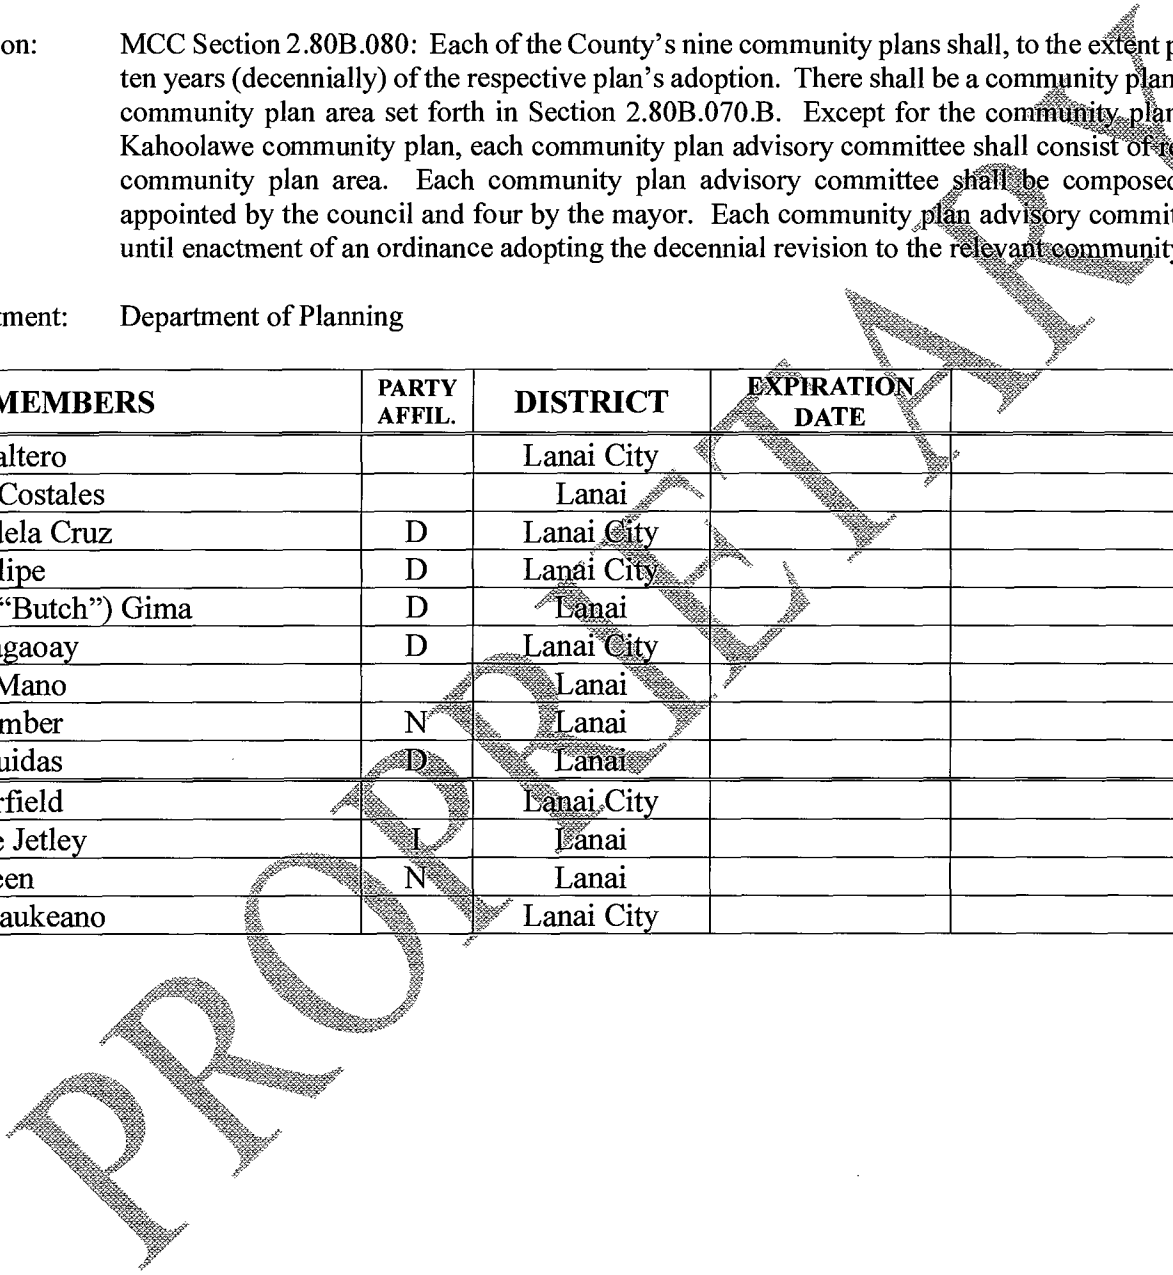 on: MCC Section 2.80B.080: Each of the County's nine community plans shall, to the extent p
ten years (decennially) of the respective plan's adoption. There shall be a community plan
community plan area set forth in Section 2.80B.070.B. Except for the community plan
Kahoolawe community plan, each community plan advisory committee shall consist of re
community plan area. Each community plan advisory committee shall be composed
appointed by the council and four by the mayor. Each community plan advisory commit
until enactment of an ordinance adopting the decennial revision to the relevant community
tment: Department of Planning
MEMBERS PARTY AFFIL. DISTRICT EXPIRATION DATE
altero Lanai City
Costales Lanai
dela Cruz D Lanai City
lipe D Lanai City
“Butch”) Gima D Lanai
gaoay D Lanai City
Mano Lanai
mber N Lanai
uidas D Lanai
rfield Lanai City
e Jetley I Lanai
een N Lanai
aukeano Lanai City
PROPRIETARY